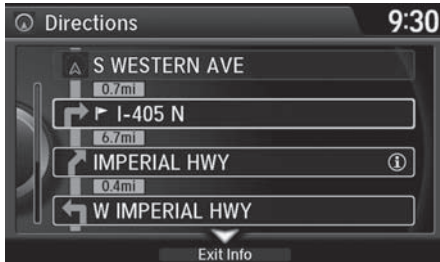 Directions
9:30
S WESTERN AVE
0.7mi
I-405 N
6.7mi
IMPERIAL HWY
0.4mi
W IMPERIAL HWY
Exit Info